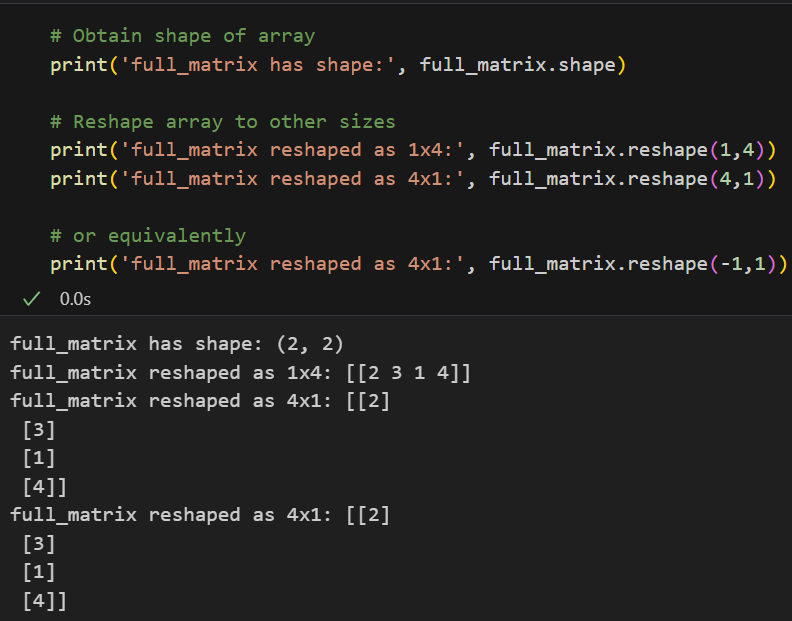 # Obtain shape of array
print('full_matrix has shape:', full_matrix.shape)
# Reshape array to other sizes
print('full_matrix reshaped as 1x4:', full_matrix.reshape(1,4))
print('full_matrix reshaped as 4x1:', full_matrix.reshape(4,1))
# or equivalently
print('full_matrix reshaped as 4x1:', full_matrix.reshape(-1,1))
✓ 0.0s
full_matrix has shape: (2, 2)
full_matrix reshaped as 1x4: [[2 3 1 4]]
full_matrix reshaped as 4x1: [[2]
 [3]
 [1]
 [4]]
full_matrix reshaped as 4x1: [[2]
 [3]
 [1]
 [4]]